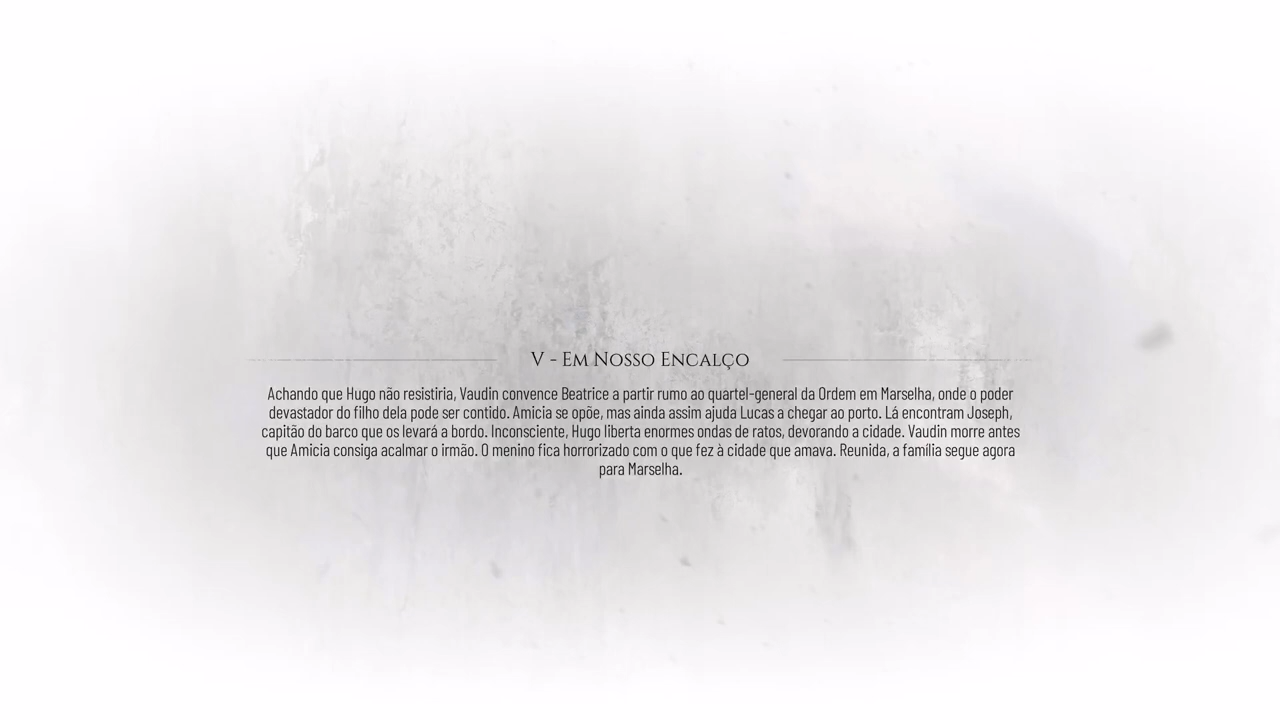 V - Em Nosso Encalço
Achando que Hugo não resistiria, Vaudin convence Beatrice a partir rumo ao quartel-general da Ordem em Marselha, onde o poder
devastador do filho dela pode ser contido. Amicia se opõe, mas ainda assim ajuda Lucas a chegar ao porto. Lá encontram Joseph,
capitão do barco que os levará a bordo. Inconsciente, Hugo liberta enormes ondas de ratos, devorando a cidade. Vaudin morre antes
que Amicia consiga acalmar o irmão. O menino fica horrorizado com o que fez à cidade que amava. Reunida, a família segue agora
para Marselha.